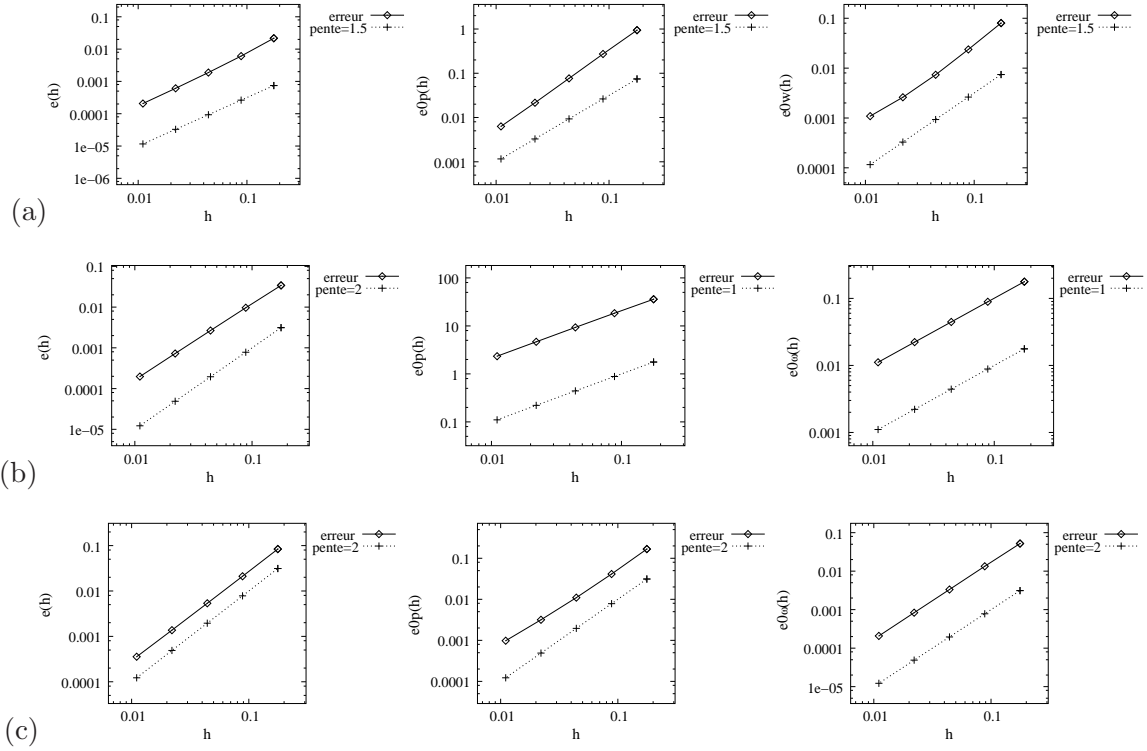 erreur
pente=1.5
0.1
0.01
0.001
0.0001
1e−05
1e−06
0.01
0.1
e(h)
h
erreur
pente=1.5
1
0.1
0.01
0.001
0.01
0.1
e0p(h)
h
erreur
pente=1.5
0.1
0.01
0.001
0.0001
0.01
0.1
e0w(h)
h
(a)
erreur
pente=2
0.1
0.01
0.001
0.0001
1e−05
0.01
0.1
e(h)
h
erreur
pente=1
100
10
1
0.1
0.01
0.1
e0p(h)
h
erreur
pente=1
0.1
0.01
0.001
0.01
0.1
e0ω(h)
h
(b)
erreur
pente=2
0.1
0.01
0.001
0.0001
0.01
0.1
e(h)
h
erreur
pente=2
0.1
0.01
0.001
0.0001
0.01
0.1
e0p(h)
h
erreur
pente=2
0.1
0.01
0.001
0.0001
1e−05
0.01
0.1
e0ω(h)
h
(c)